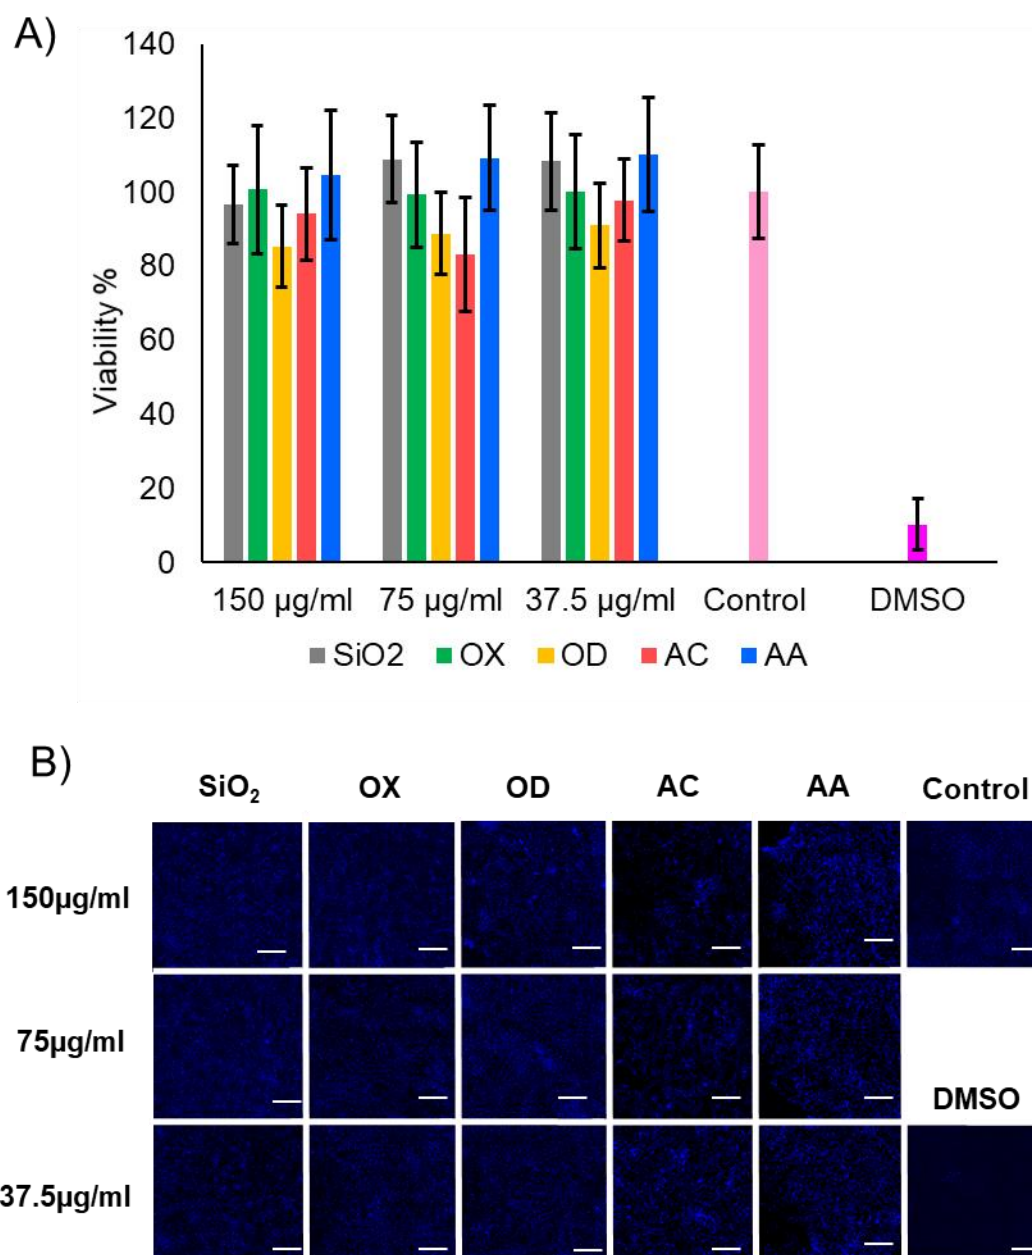 A)
140
120
100
80
60
40
20
0
Viability %
150 µg/ml 75 µg/ml 37.5 µg/ml Control DMSO
SiO2 OX OD AC AA
B)
SiO₂ OX OD AC AA Control
150µg/ml
75µg/ml
DMSO
37.5µg/ml